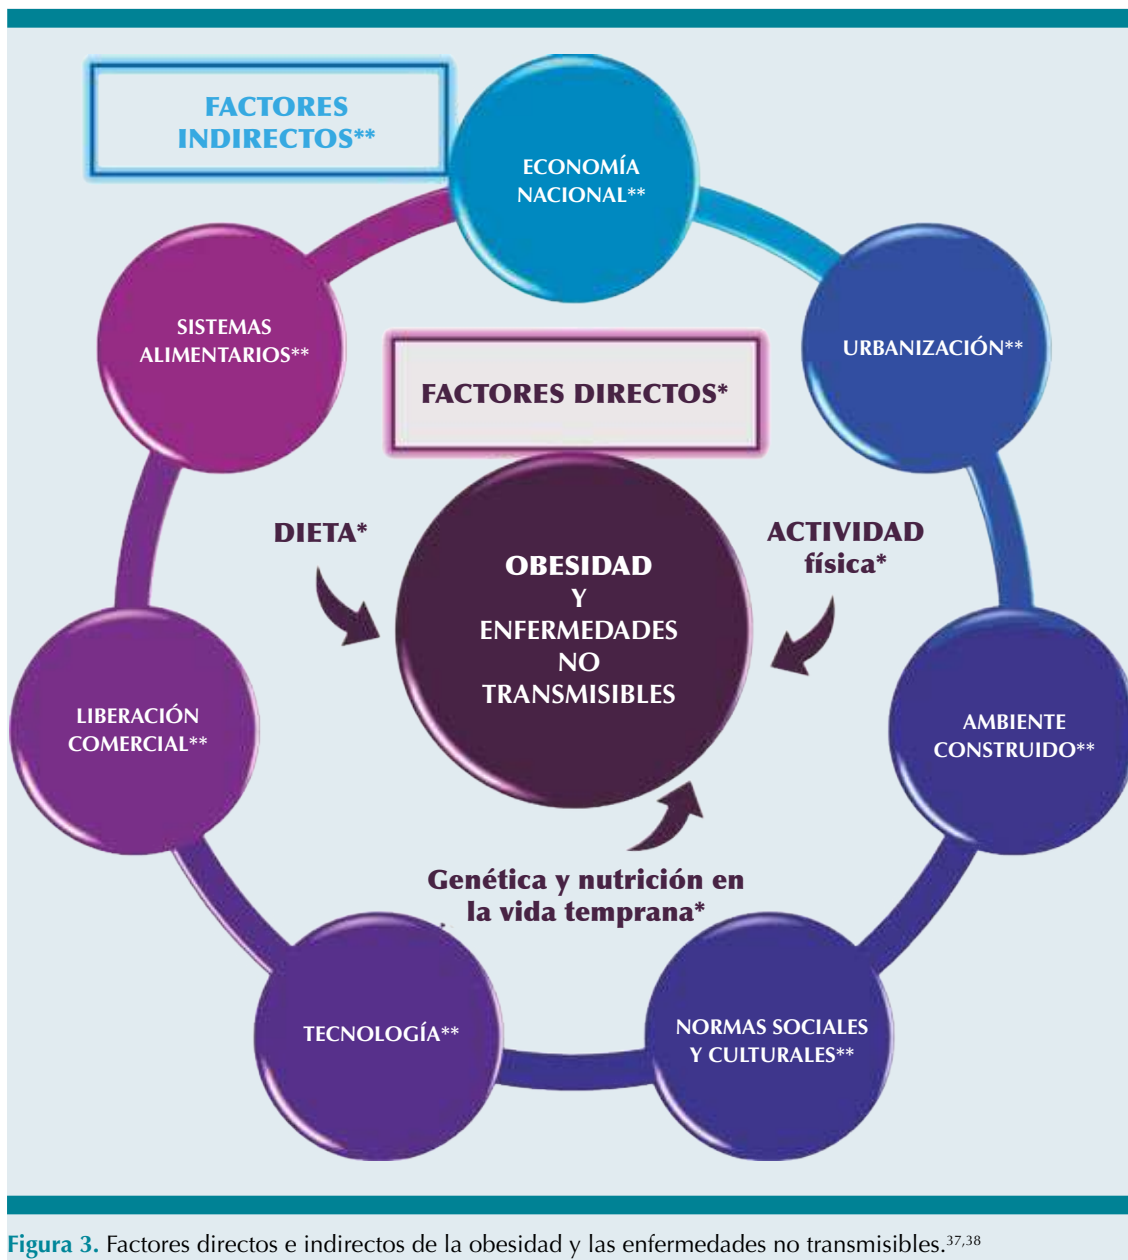 FACTORES
INDIRECTOS**
ECONOMÍA
NACIONAL**
SISTEMAS
ALIMENTARIOS**
URBANIZACIÓN**
FACTORES DIRECTOS*
DIETA*
ACTIVIDAD
física*
OBESIDAD
Y
ENFERMEDADES
NO
TRANSMISIBLES
LIBERACIÓN
COMERCIAL**
AMBIENTE
CONSTRUIDO**
Genética y nutrición en
la vida temprana*
TECNOLOGÍA**
NORMAS SOCIALES
Y CULTURALES**
Figura 3. Factores directos e indirectos de la obesidad y las enfermedades no transmisibles.37,38